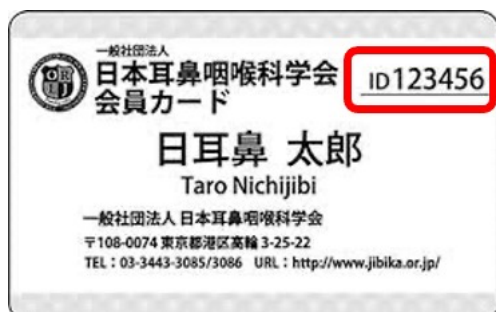 一般社団法人
日本耳鼻咽喉科学会
会員カード
ID123456
日耳鼻 太郎
Taro Nichijibi
一般社団法人 日本耳鼻咽喉科学会
〒108-0074 東京都港区高輪 3-25-22
TEL：03-3443-3085/3086 URL：http://www.jibika.or.jp/